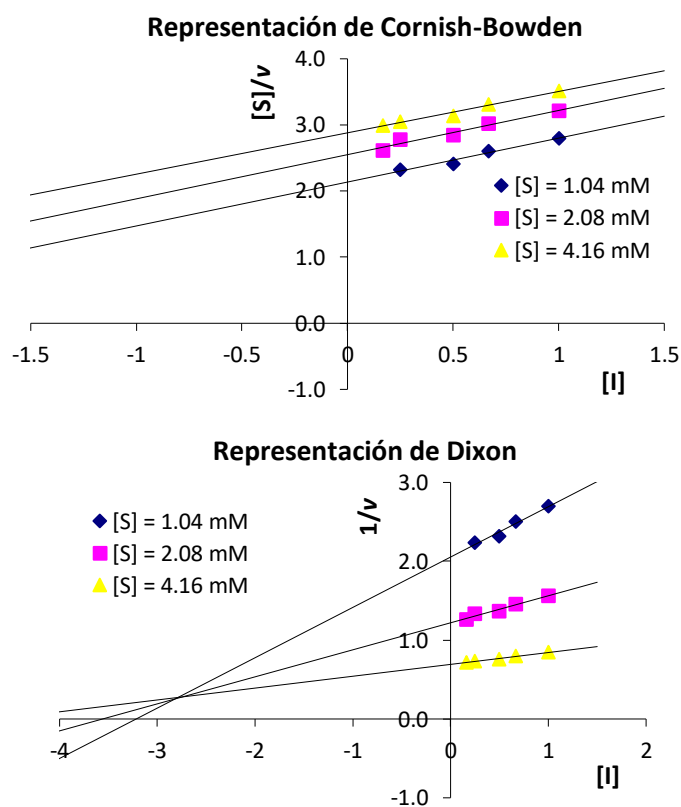 Representación de Cornish-Bowden
[S]/v
4.0
3.0
2.0
1.0
0.0
-1.0
-1.5
-1
-0.5
0
0.5
1
1.5
[I]
[S] = 1.04 mM
[S] = 2.08 mM
[S] = 4.16 mM
Representación de Dixon
1/v
3.0
2.0
1.0
0.0
-1.0
-4
-3
-2
-1
0
1
2
[I]
[S] = 1.04 mM
[S] = 2.08 mM
[S] = 4.16 mM